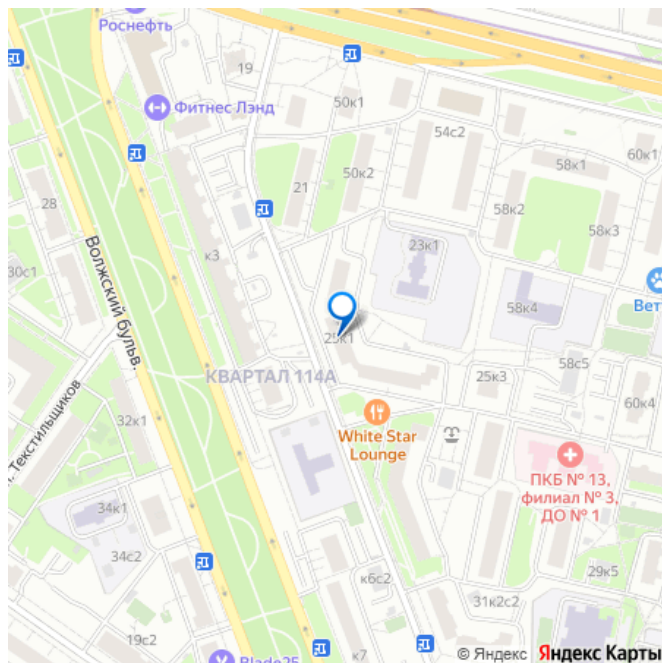 Роснефть
19
Фитнес Лэнд
50к1
54с2
60к1
58к1
50к2
21
28
58к2
к3
23к1
58к3
30с1
58к4
Вет
Волжский бульв.
25к1
58с5
КВАРТАЛ 114А
25к3
60к4
32к1
White Star
Lounge
Текстильщиков
ПКБ № 13,
филиал № 3,
ДО № 1
34к1
34с2
29к5
к6с2
31к2с2
19с2
Blade25
к7
© Яндекс Яндекс Карты